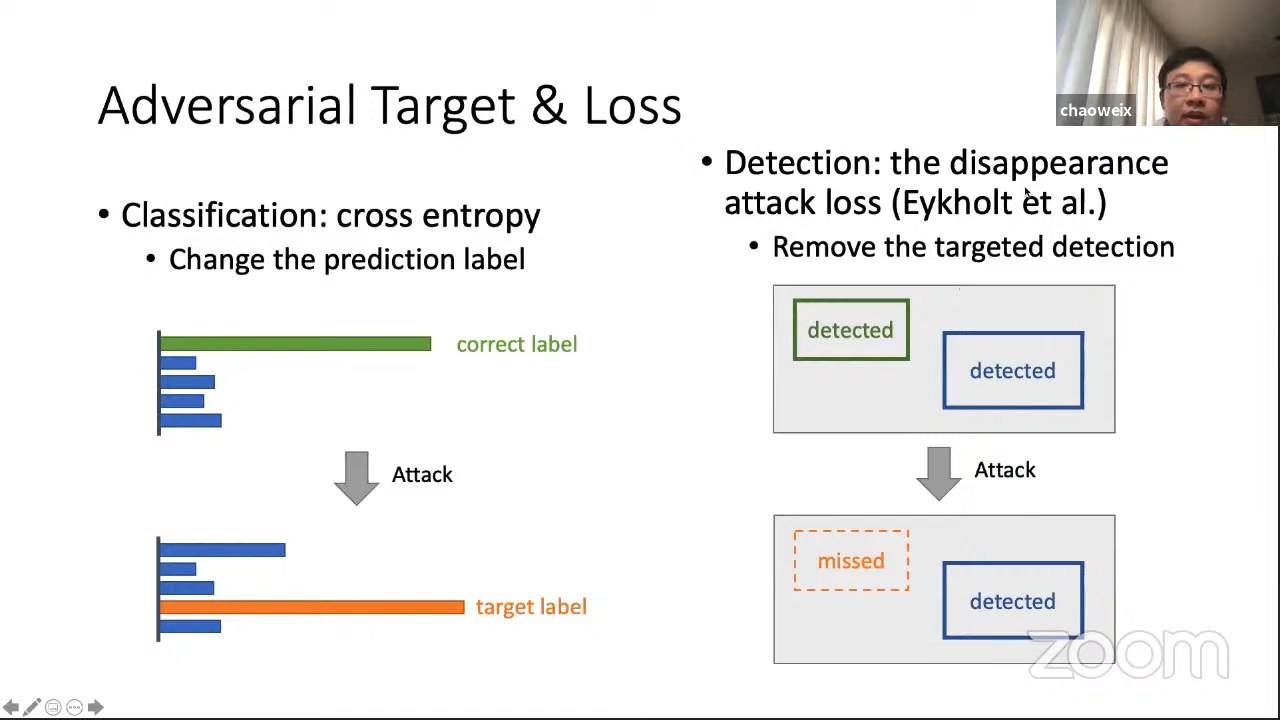 Adversarial Target & Loss
chaoweix
• Classification: cross entropy
• Change the prediction label
correct label
Attack
target label
• Detection: the disappearance
attack loss (Eykholt et al.)
• Remove the targeted detection
detected
detected
Attack
missed
detected
zoom